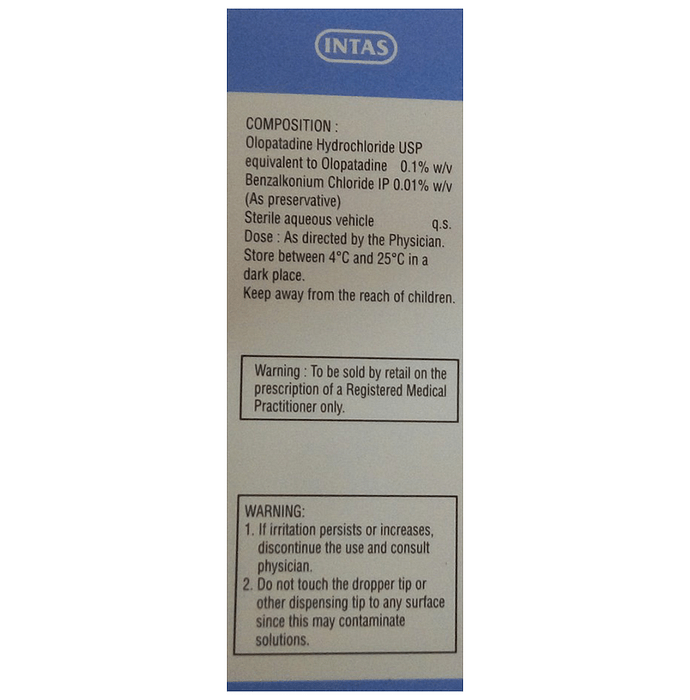 INTAS
COMPOSITION :
Olopatadine Hydrochloride USP
equivalent to Olopatadine 0.1% w/v
Benzalkonium Chloride IP 0.01% w/v
(As preservative)
Sterile aqueous vehicle q.s.
Dose : As directed by the Physician.
Store between 4°C and 25°C in a
dark place.
Keep away from the reach of children.
Warning : To be sold by retail on the
prescription of a Registered Medical
Practitioner only.
WARNING:
1. If irritation persists or increases,
discontinue the use and consult
physician.
2. Do not touch the dropper tip or
other dispensing tip to any surface
since this may contaminate
solutions.